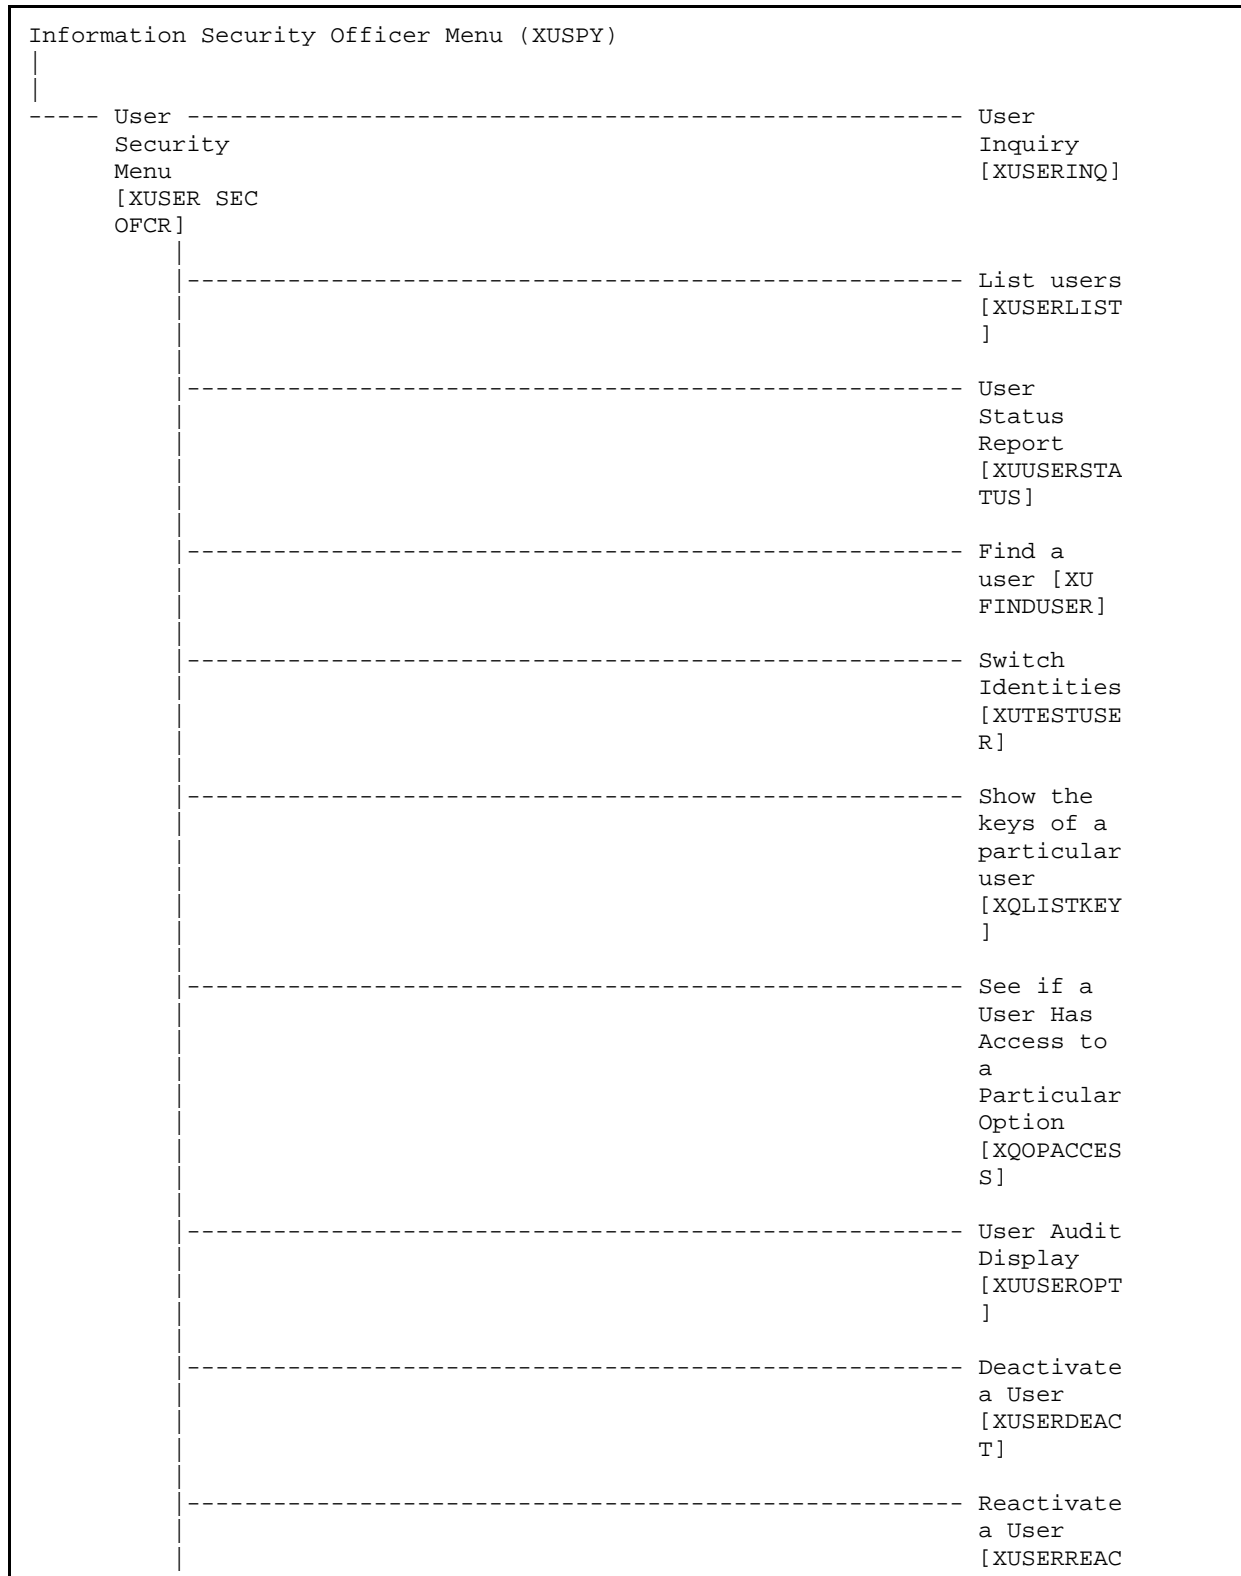 Information Security Officer Menu (XUSPY)
|
|
----- User ------------------------------------------------------ User
Security Inquiry
Menu [XUSERINQ]
[XUSER SEC
OFCR]
|
|------------------------------------------------------ List users
| [XUSERLIST
| ]
|
|------------------------------------------------------ User
| Status
| Report
| [XUUSERSTA
| TUS]
|
|------------------------------------------------------ Find a
| user [XU
| FINDUSER]
|
|------------------------------------------------------ Switch
| Identities
| [XUTESTUSE
| R]
|
|------------------------------------------------------ Show the
| keys of a
| particular
| user
| [XQLISTKEY
| ]
|
|------------------------------------------------------ See if a
| User Has
| Access to
| a
| Particular
| Option
| [XQOPACCES
| S]
|
|------------------------------------------------------ User Audit
| Display
| [XUUSEROPT
| ]
|
|------------------------------------------------------ Deactivate
| a User
| [XUSERDEAC
| T]
|
|------------------------------------------------------ Reactivate
| a User
| [XUSERREAC